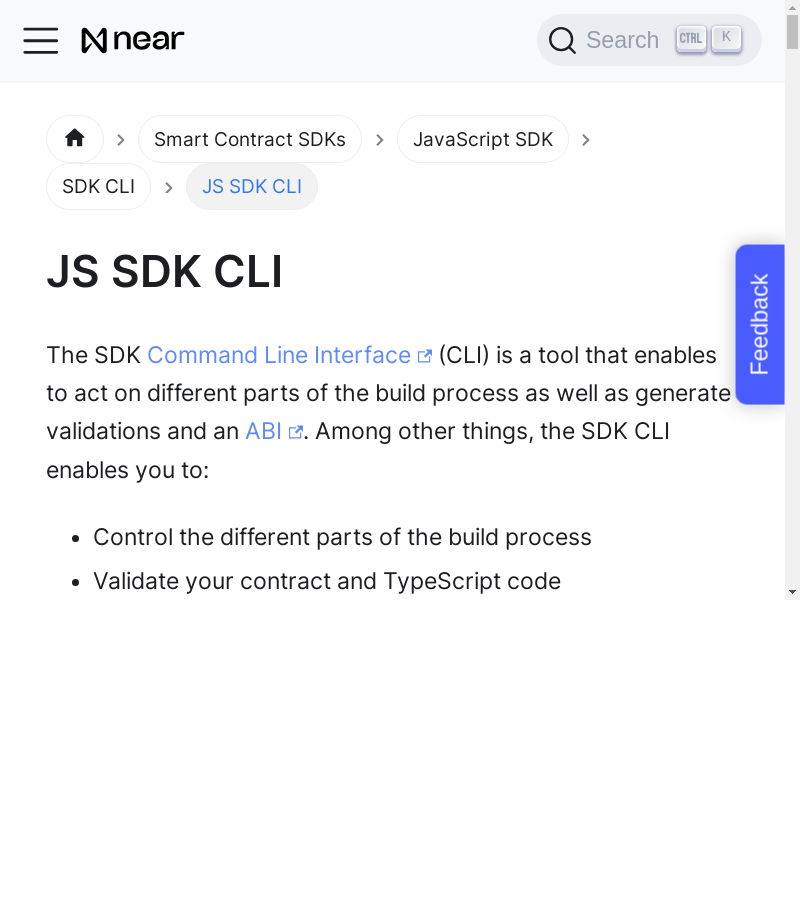 near
Search CTRL K
Smart Contract SDKs
JavaScript SDK
SDK CLI
JS SDK CLI
JS SDK CLI
The SDK Command Line Interface (CLI) is a tool that enables
to act on different parts of the build process as well as generate
validations and an ABI . Among other things, the SDK CLI
enables you to:
Control the different parts of the build process
Validate your contract and TypeScript code
Feedback